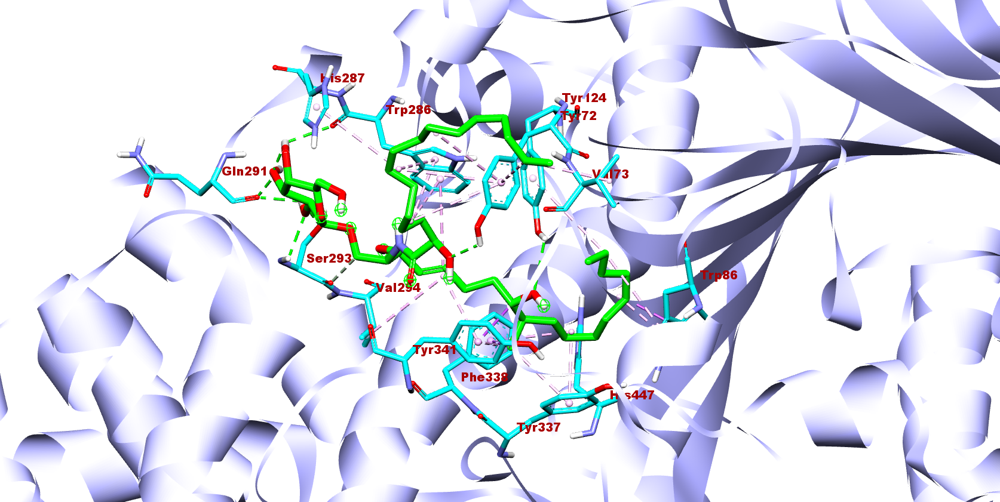 His287
Tyr124
Trp286
Tyr72
Gln291
Val73
Ser293
Trp86
Val294
Tyr341
Phe338
His447
Tyr337